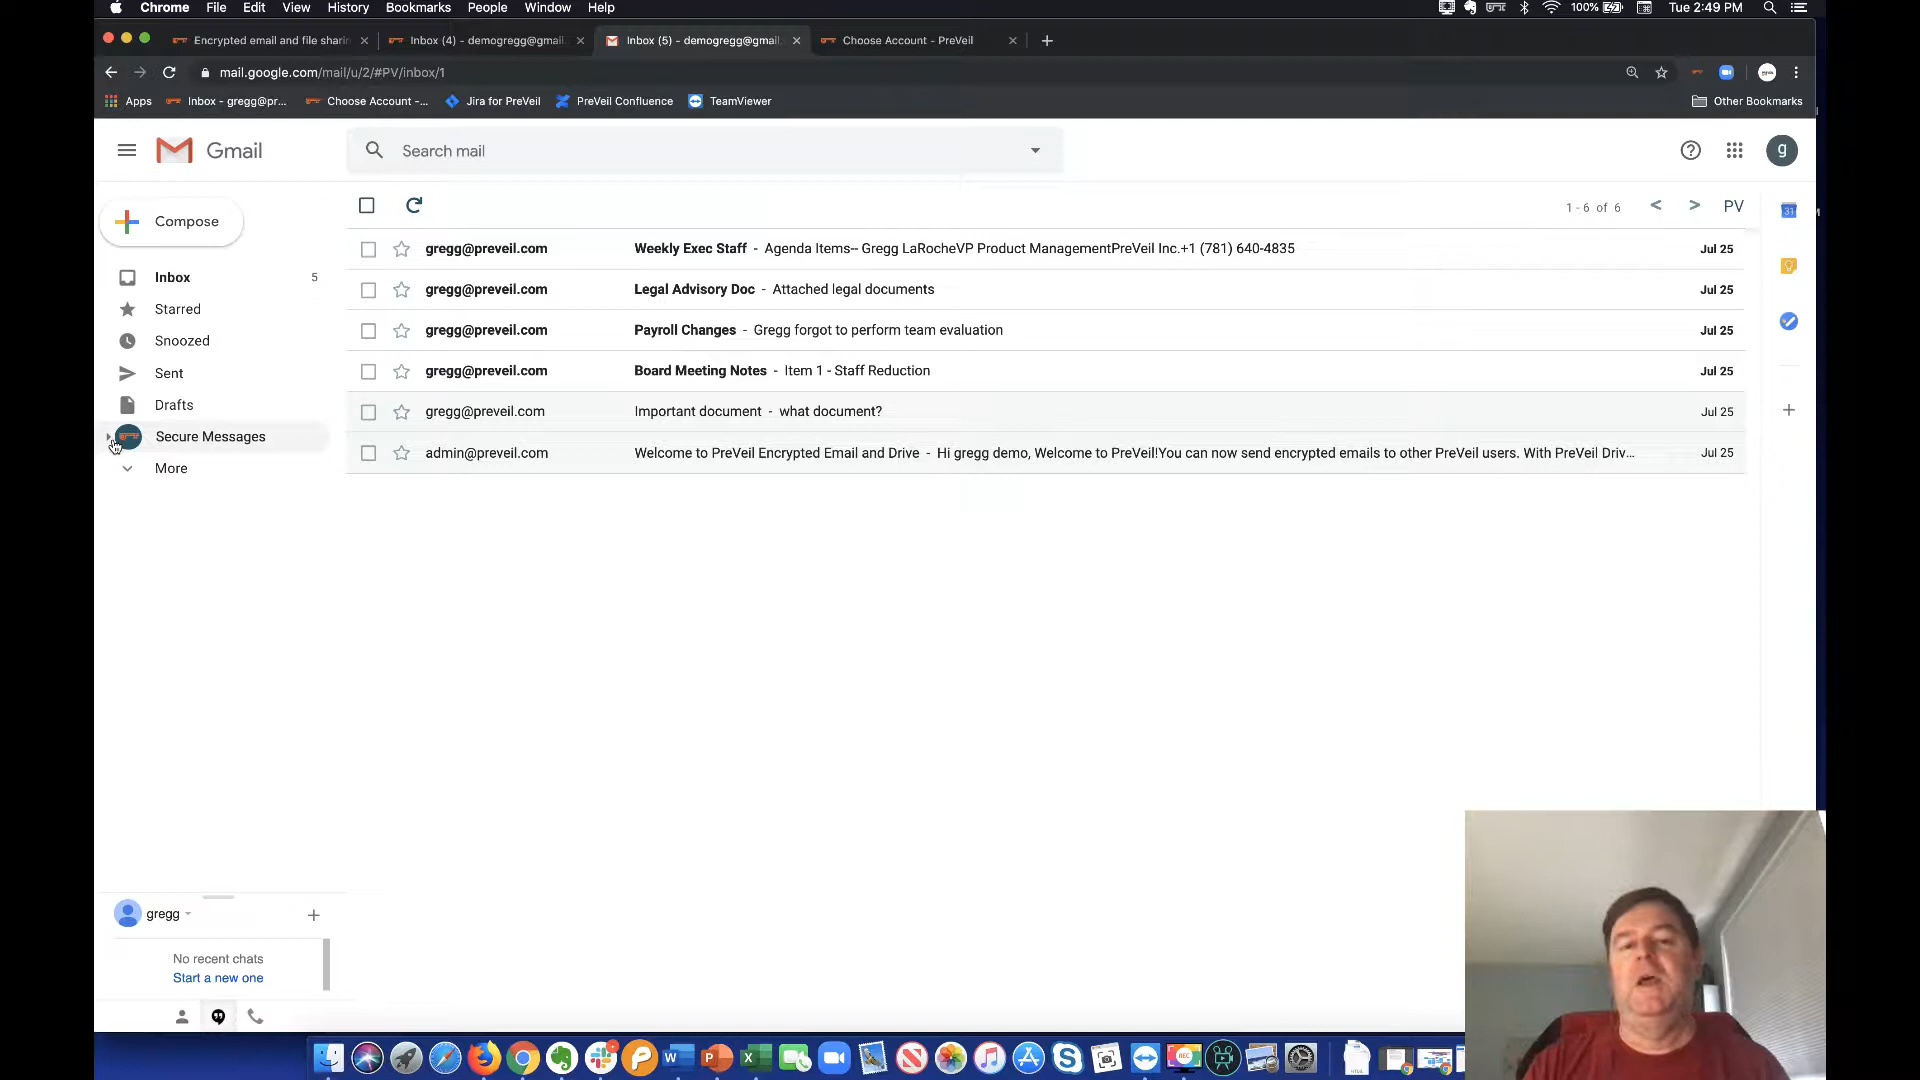 Chrome File Edit View History Bookmarks People Window Help 100% Tue 2:49 PM
Encrypted email and file sharin Inbox (4) - demogregg@gmail. Inbox (5) - demogregg@gmail. Choose Account - PreVeil
mail.google.com/mail/u/2/#PV/inbox/1
Apps Inbox - gregg@pr... Choose Account -... Jira for PreVeil PreVeil Confluence TeamViewer Other Bookmarks
Gmail Search mail g
1 - 6 of 6 < > PV
Compose
31
Inbox 5
Starred
Snoozed
Sent
Drafts
Secure Messages
More
gregg@preveil.com Weekly Exec Staff - Agenda Items-- Gregg LaRocheVP Product ManagementPreVeil Inc.+1 (781) 640-4835 Jul 25
gregg@preveil.com Legal Advisory Doc - Attached legal documents Jul 25
gregg@preveil.com Payroll Changes - Gregg forgot to perform team evaluation Jul 25
gregg@preveil.com Board Meeting Notes - Item 1 - Staff Reduction Jul 25
gregg@preveil.com Important document - what document? Jul 25
admin@preveil.com Welcome to PreVeil Encrypted Email and Drive - Hi gregg demo, Welcome to PreVeil!You can now send encrypted emails to other PreVeil users. With PreVeil Driv... Jul 25
gregg
No recent chats
Start a new one